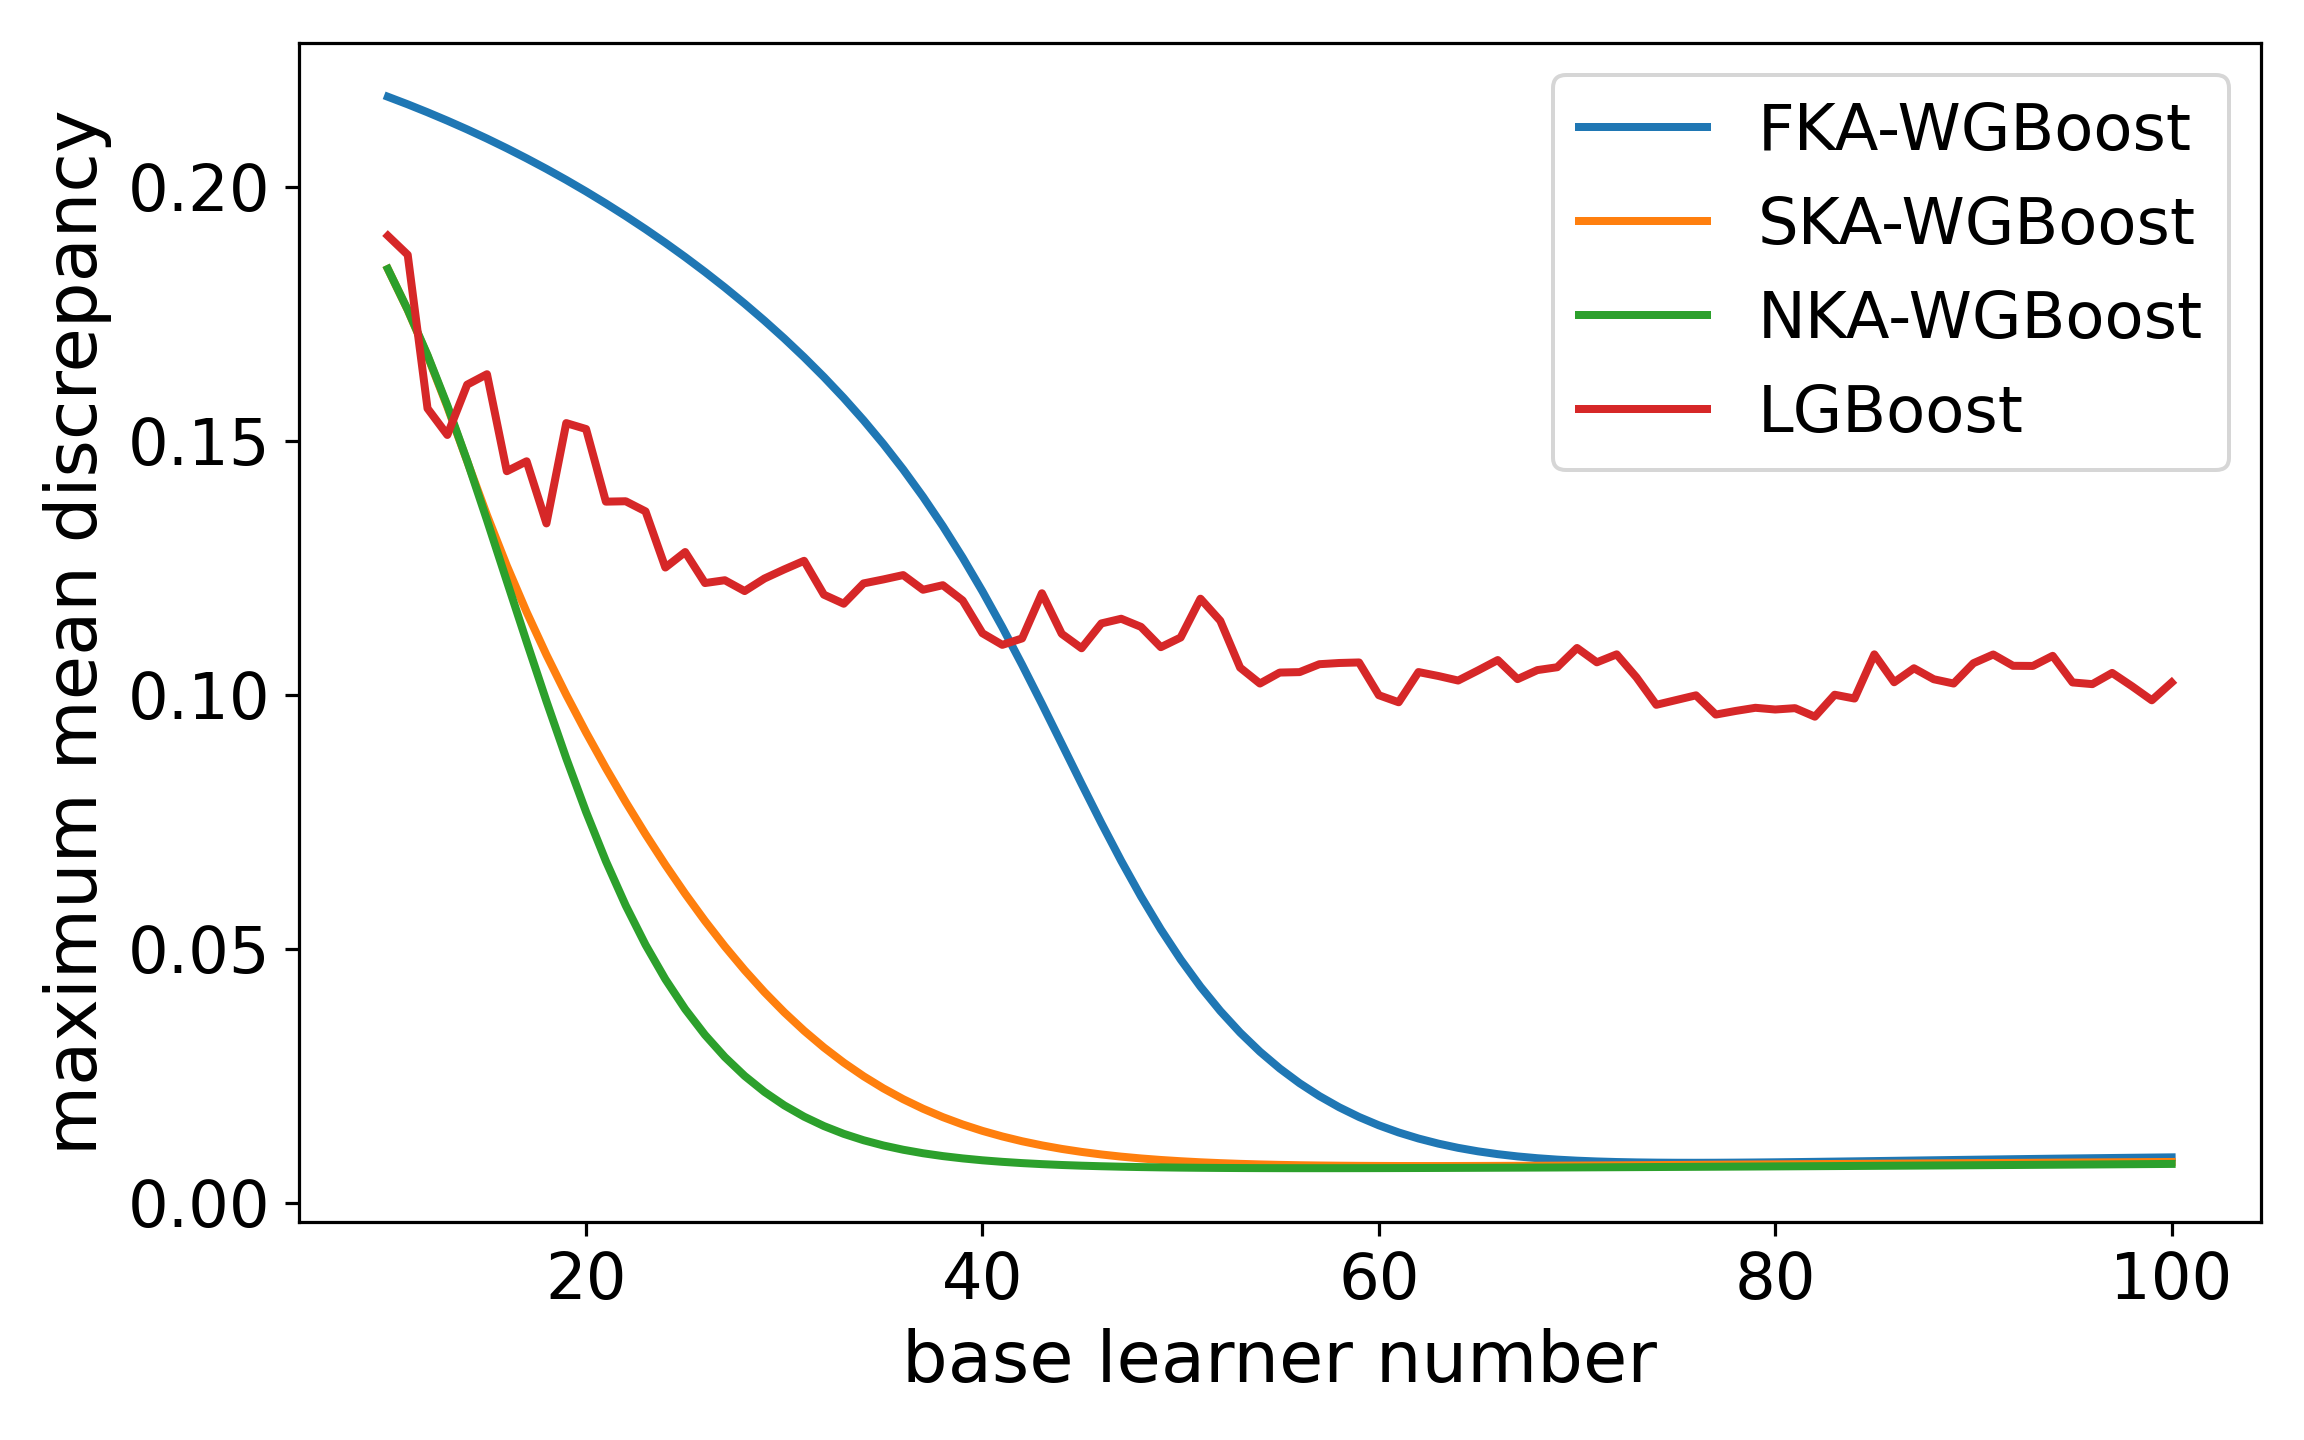 maximum mean discrepancy
0.20
0.15
0.10
0.05
0.00
FKA-WGBoost
SKA-WGBoost
NKA-WGBoost
LGBoost
20 40 60 80 100
base learner number